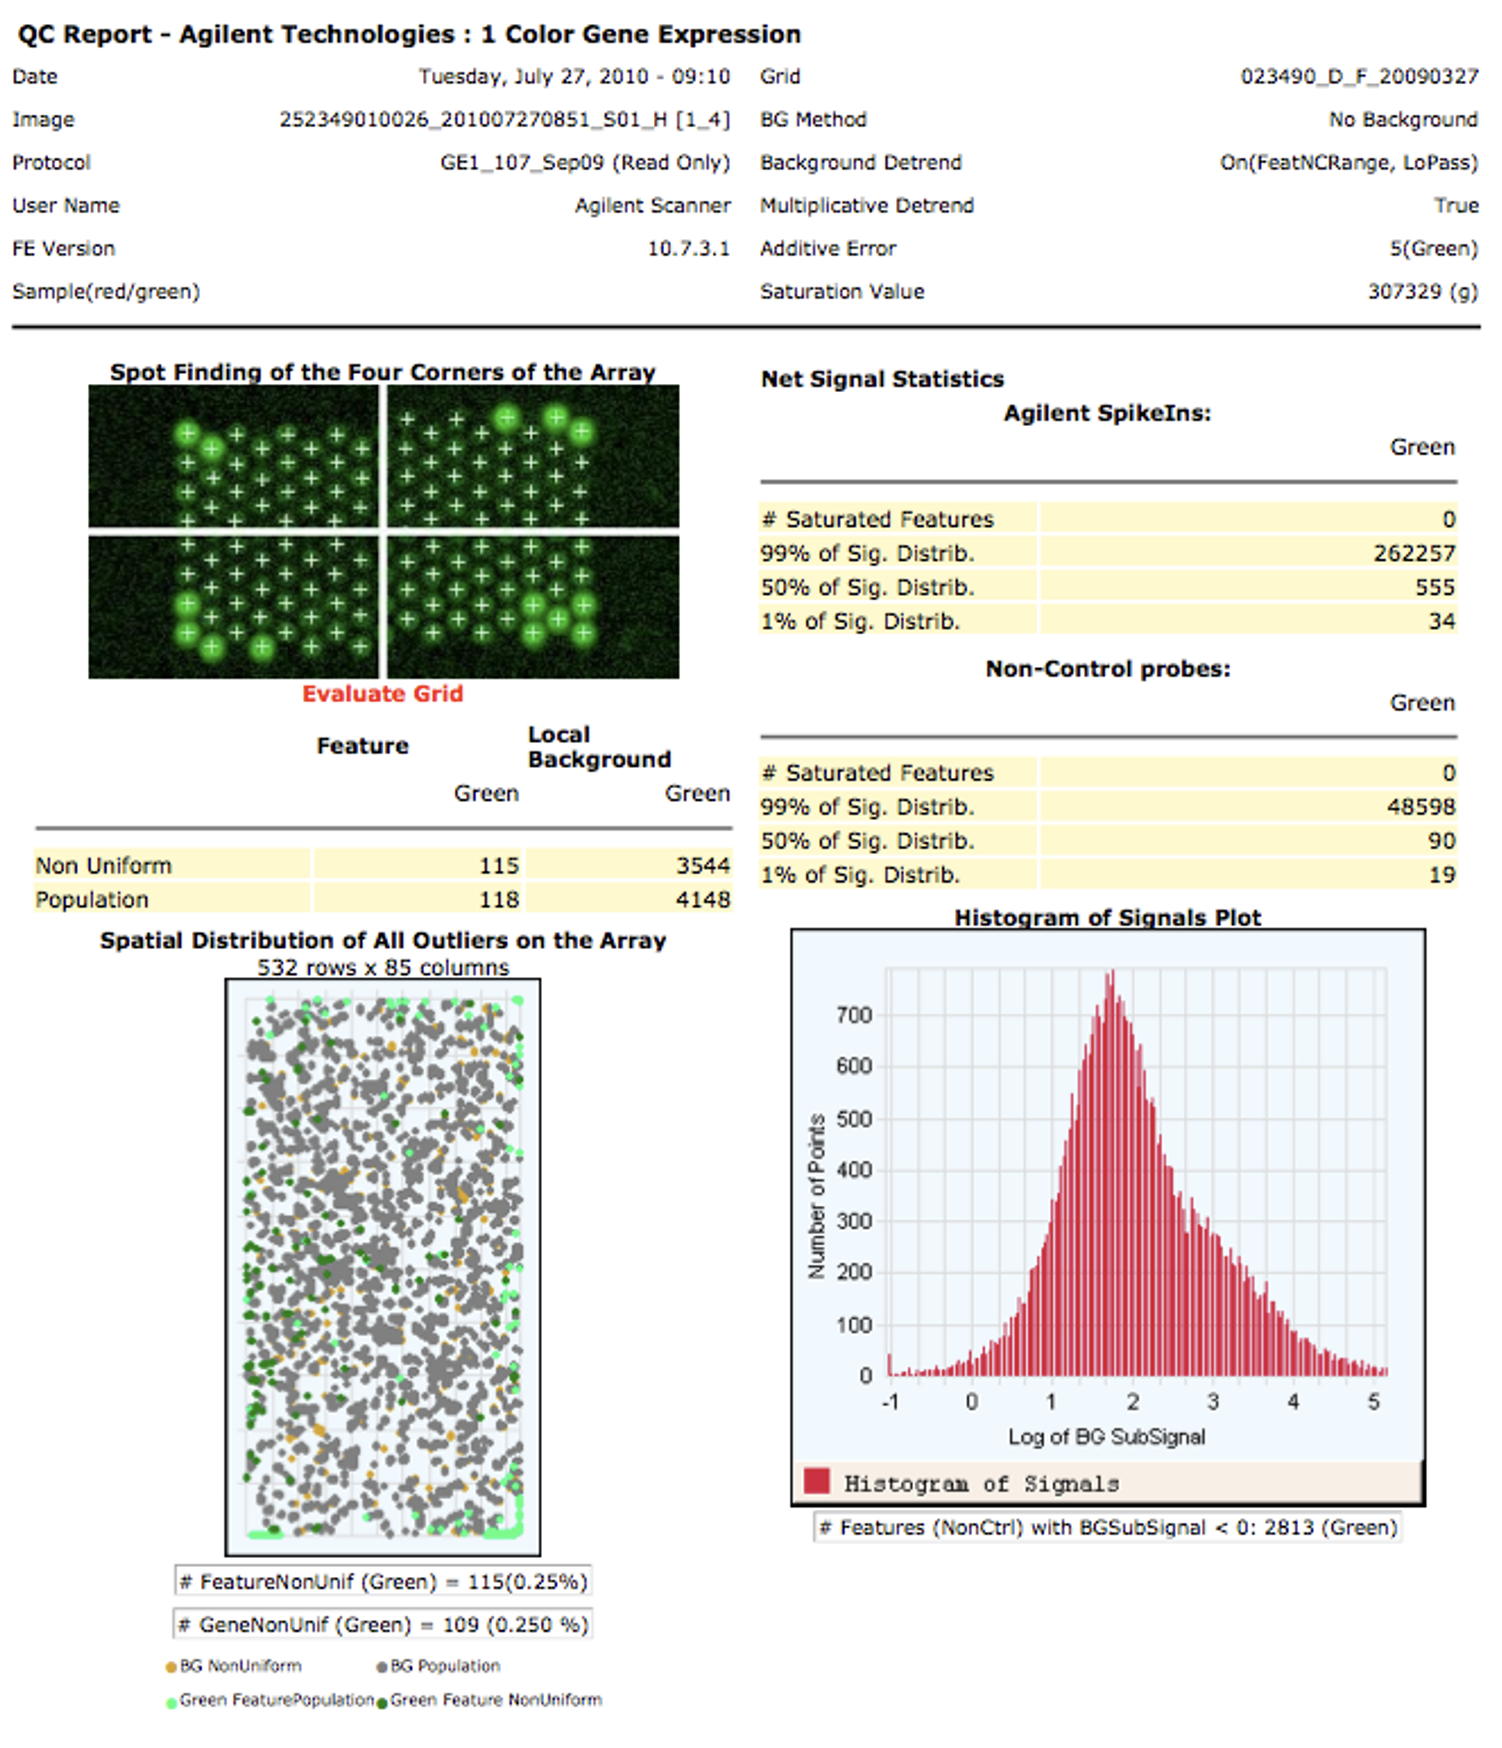 QC Report - Agilent Technologies : 1 Color Gene Expression
Date Tuesday, July 27, 2010 - 09:10 Grid 023490_D_F_20090327
Image 252349010026_201007270851_S01_H [1_4] BG Method No Background
Protocol GE1_107_Sep09 (Read Only) Background Detrend On(FeatNCRange, LoPass)
User Name Agilent Scanner Multiplicative Detrend True
FE Version 10.7.3.1 Additive Error 5(Green)
Sample(red/green) Saturation Value 307329 (g)
Spot Finding of the Four Corners of the Array
Evaluate Grid
Feature Local
Background
Green Green
Non Uniform 115 3544
Population 118 4148
Spatial Distribution of All Outliers on the Array
532 rows x 85 columns
# FeatureNonUnif (Green) = 115(0.25%)
# GeneNonUnif (Green) = 109 (0.250 %)
BG NonUniform BG Population
Green FeaturePopulation Green Feature NonUniform
Net Signal Statistics
Agilent SpikeIns:
Green
# Saturated Features 0
99% of Sig. Distrib. 262257
50% of Sig. Distrib. 555
1% of Sig. Distrib. 34
Non-Control probes:
Green
# Saturated Features 0
99% of Sig. Distrib. 48598
50% of Sig. Distrib. 90
1% of Sig. Distrib. 19
Histogram of Signals Plot
Number of Points
700
600
500
400
300
200
100
0
-1 0 1 2 3 4 5
Log of BG SubSignal
Histogram of Signals
# Features (NonCtrl) with BGSubSignal < 0: 2813 (Green)